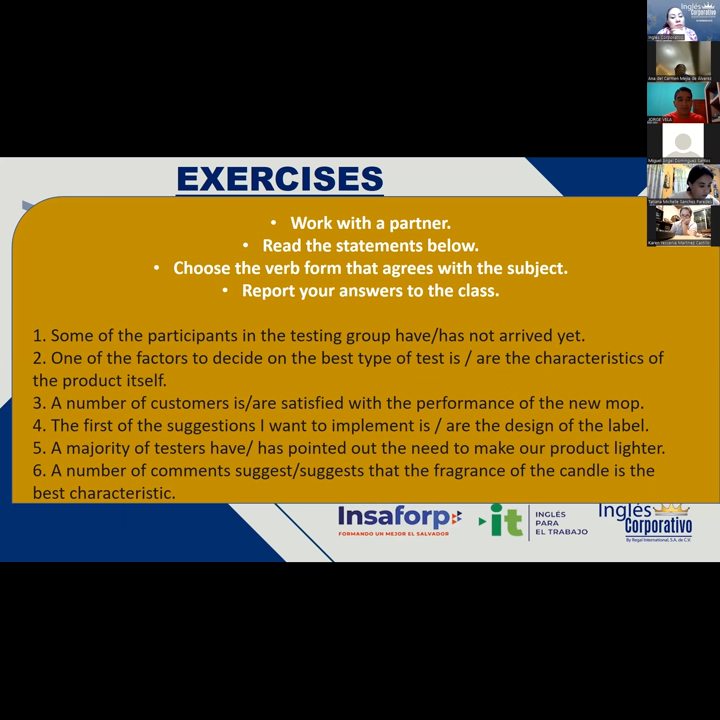 EXERCISES
• Work with a partner.
• Read the statements below.
• Choose the verb form that agrees with the subject.
• Report your answers to the class.
1. Some of the participants in the testing group have/has not arrived yet.
2. One of the factors to decide on the best type of test is / are the characteristics of
the product itself.
3. A number of customers is/are satisfied with the performance of the new mop.
4. The first of the suggestions I want to implement is / are the design of the label.
5. A majority of testers have/ has pointed out the need to make our product lighter.
6. A number of comments suggest/suggests that the fragrance of the candle is the
best characteristic.
Insaforp
FORMANDO UN MEJOR EL SALVADOR
it
INGLÉS
PARA
EL TRABAJO
Inglés
Corporativo
By Regal International, S.A. de C.V.
Inglés
Corporativo
Inglés Corporativo
Ana del Carmen Mejia de Alvarez
JORGE VELA
Miguel Angel Dominguez Santos
Tatiana Michelle Sanchez Paredes
Karen Yessenia Martinez Castillo